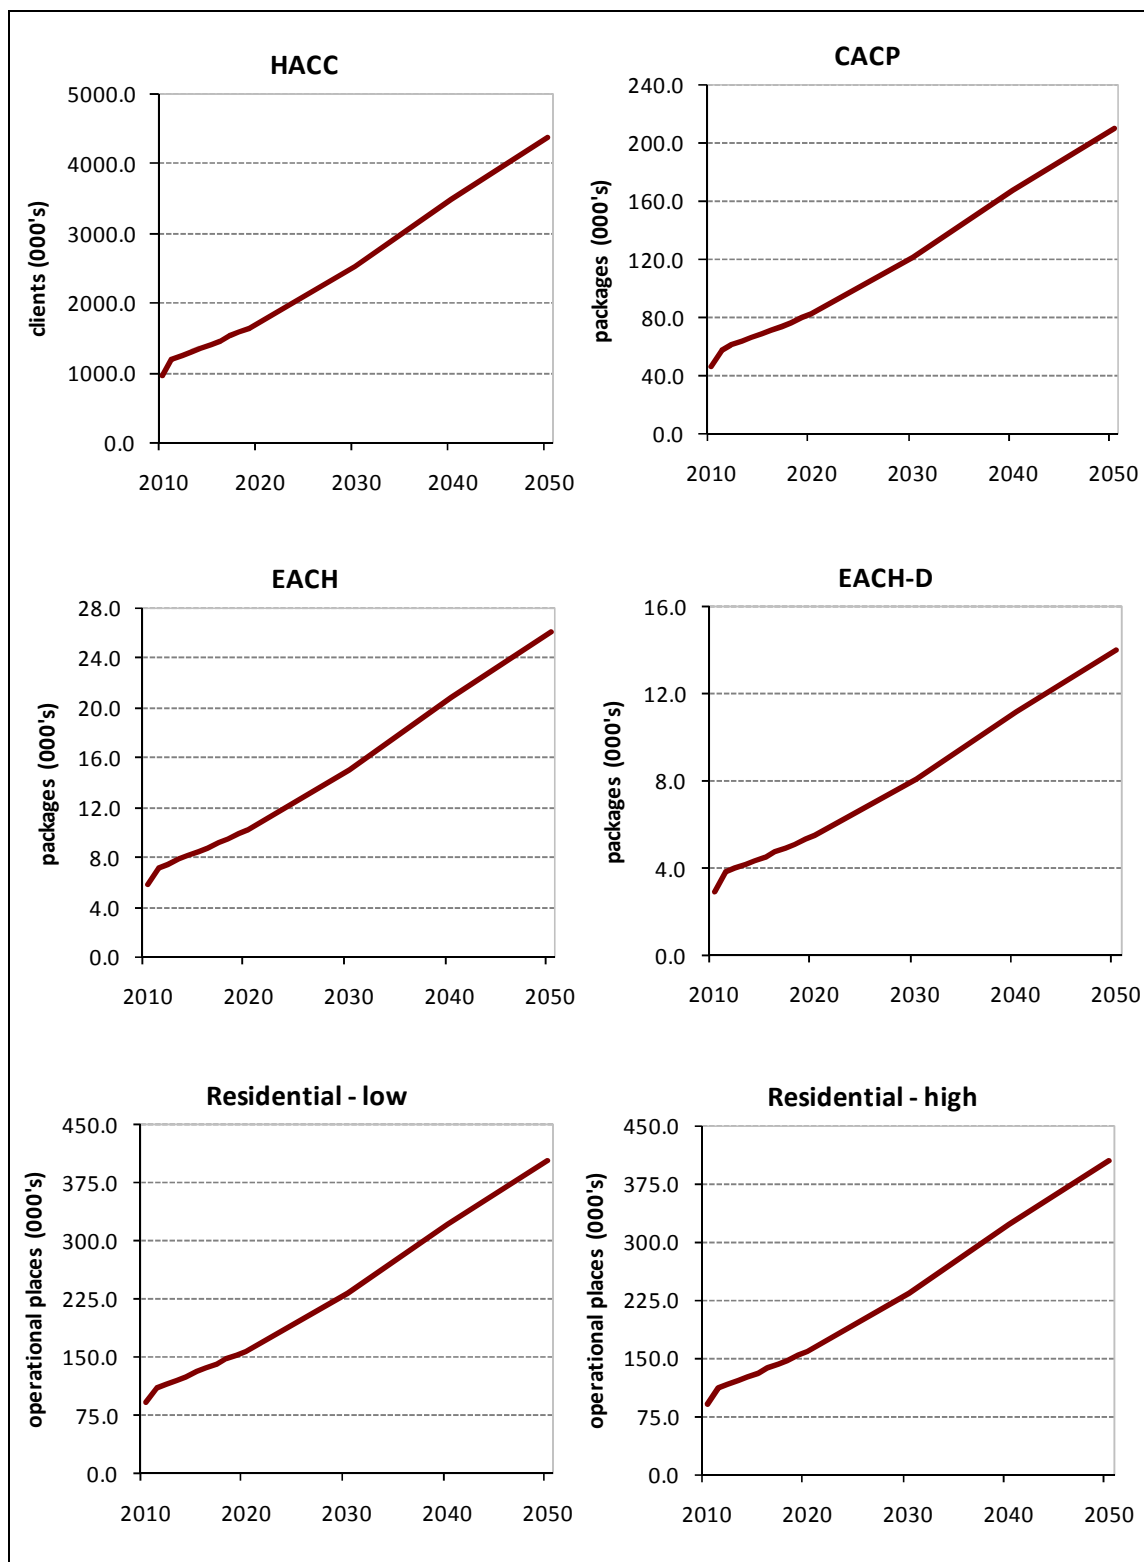 HACC
5000.0
4000.0
3000.0
2000.0
1000.0
0.0
clients (000's)
2010 2020 2030 2040 2050
CACP
240.0
200.0
160.0
120.0
80.0
40.0
0.0
packages (000's)
2010 2020 2030 2040 2050
EACH
28.0
24.0
20.0
16.0
12.0
8.0
4.0
0.0
packages (000's)
2010 2020 2030 2040 2050
EACH-D
16.0
12.0
8.0
4.0
0.0
packages (000's)
2010 2020 2030 2040 2050
Residential - low
450.0
375.0
300.0
225.0
150.0
75.0
0.0
operational places (000's)
2010 2020 2030 2040 2050
Residential - high
450.0
375.0
300.0
225.0
150.0
75.0
0.0
operational places (000's)
2010 2020 2030 2040 2050